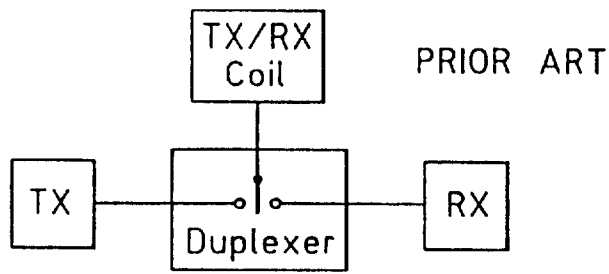 TX/RX
Coil
PRIOR ART
TX
Duplexer
RX